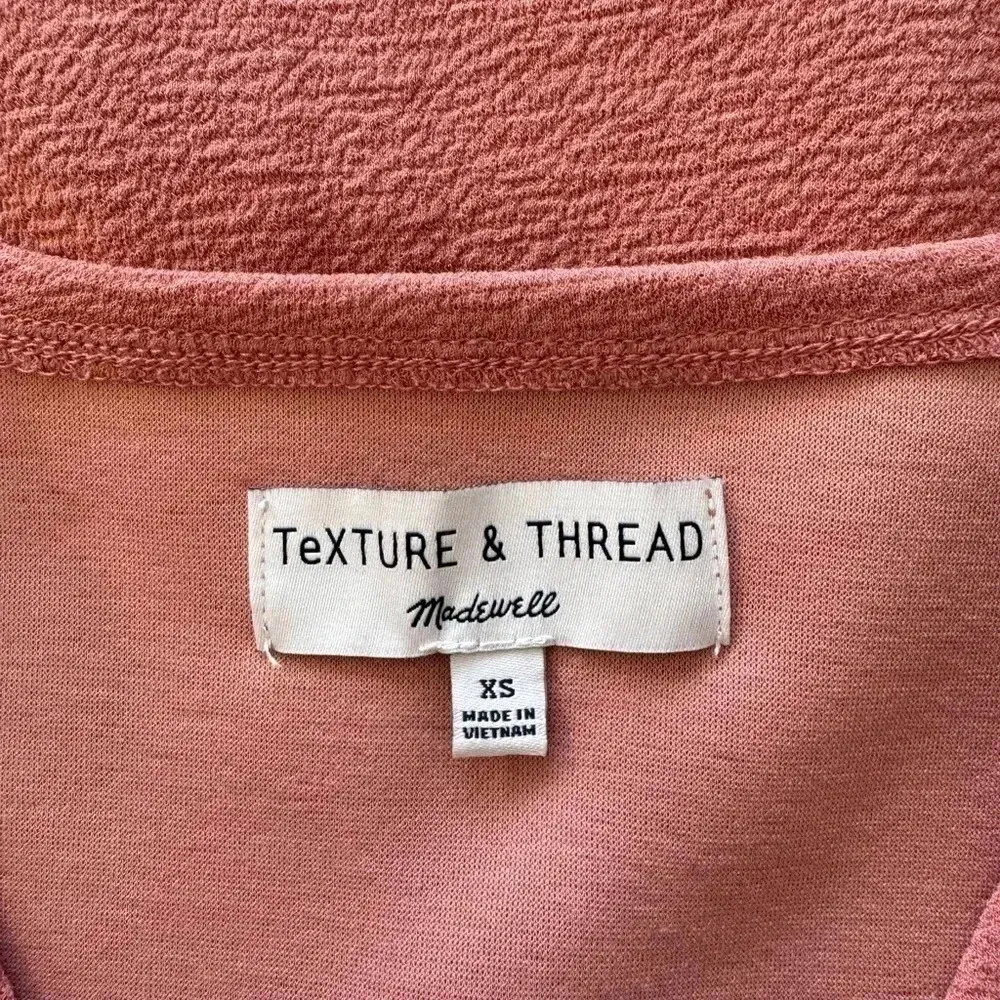 TeXTURE & THREAD
Madewell
XS
MADE IN
VIETNAM